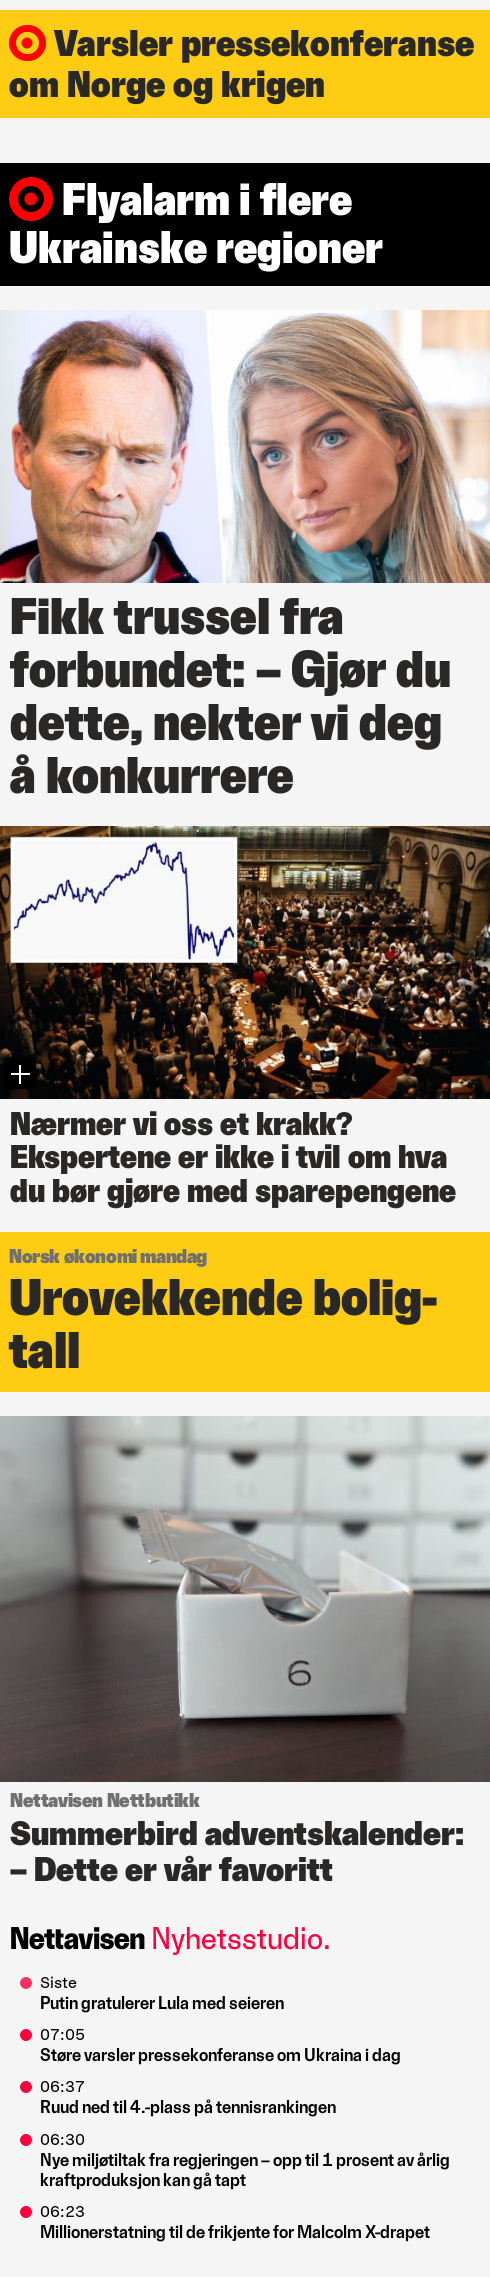 Varsler pressekonferanse
om Norge og krigen
Flyalarm i flere
Ukrainske regioner
Fikk trussel fra
forbundet: – Gjør du
dette, nekter vi deg
å konkurrere
Nærmer vi oss et krakk?
Ekspertene er ikke i tvil om hva
du bør gjøre med sparepengene
Norsk økonomi mandag
Urovekkende bolig-
tall
6
Nettavisen Nettbutikk
Summerbird adventskalender:
– Dette er vår favoritt
Nettavisen Nyhetsstudio.
Siste
Putin gratulerer Lula med seieren
07:05
Støre varsler pressekonferanse om Ukraina i dag
06:37
Ruud ned til 4.-plass på tennisrankingen
06:30
Nye miljøtiltak fra regjeringen – opp til 1 prosent av årlig
kraftproduksjon kan gå tapt
06:23
Millionerstatning til de frikjente for Malcolm X-drapet